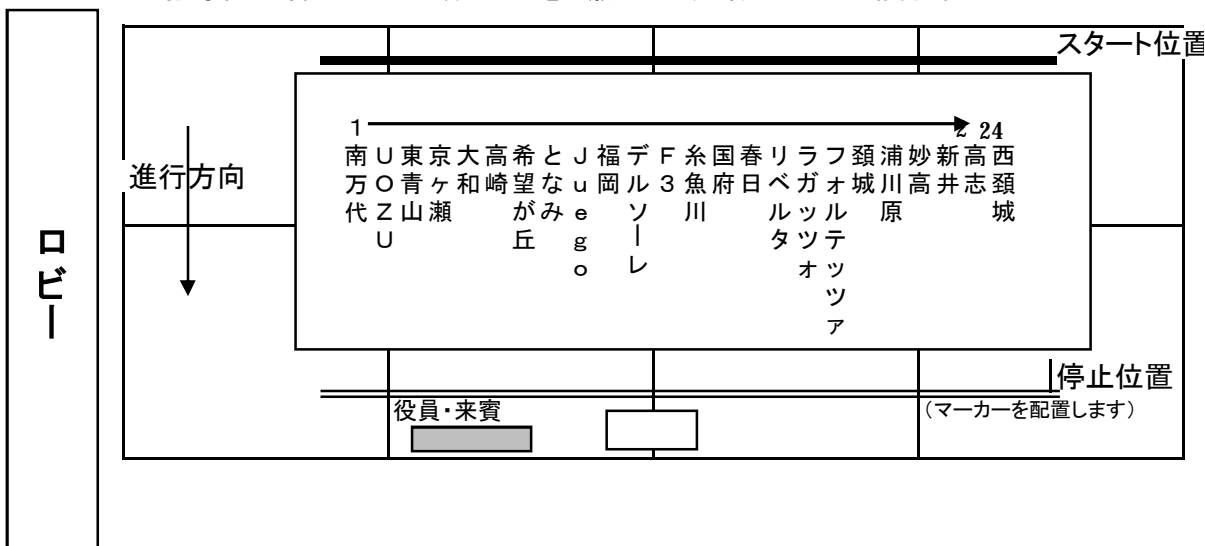 スタート位置
1
24
進行方向
南万代
ＵＯＺＵ
東青山
京ヶ瀬
大和
高崎
希望が丘
となみ
Ｊｕｅｇｏ
福岡
デルソーレ
Ｆ３
糸魚川
国府
春日
リベルタ
ラガッツォ
フォルテッツァ
頚城
浦川原
妙高
新井
高志
西頚城
ロビー
停止位置
役員・来賓
（マーカーを配置します）